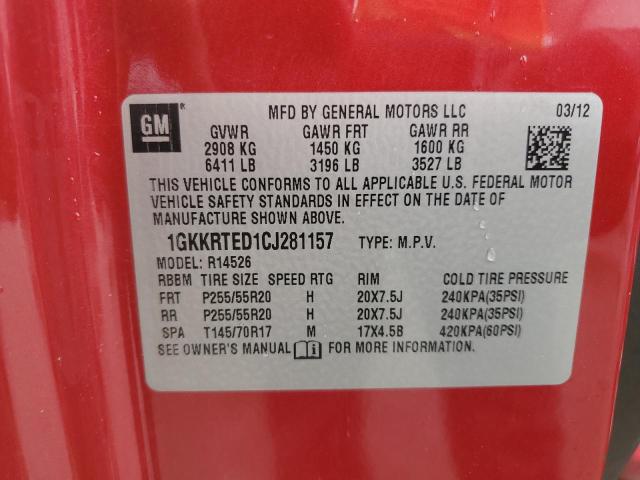 GM ® MFD BY GENERAL MOTORS LLC 03/12
GVWR GAWR FRT GAWR RR
2908 KG 1450 KG 1600 KG
6411 LB 3196 LB 3527 LB
THIS VEHICLE CONFORMS TO ALL APPLICABLE U.S. FEDERAL MOTOR
VEHICLE SAFETY STANDARDS IN EFFECT ON THE DATE OF
MANUFACTURE SHOWN ABOVE.
1GKKRTED1CJ281157 TYPE: M.P.V.
MODEL: R14526
RBBM TIRE SIZE SPEED RTG RIM COLD TIRE PRESSURE
FRT P255/55R20 H 20X7.5J 240KPA(35PSI)
RR P255/55R20 H 20X7.5J 240KPA(35PSI)
SPA T145/70R17 M 17X4.5B 420KPA(60PSI)
SEE OWNER'S MANUAL i FOR MORE INFORMATION.